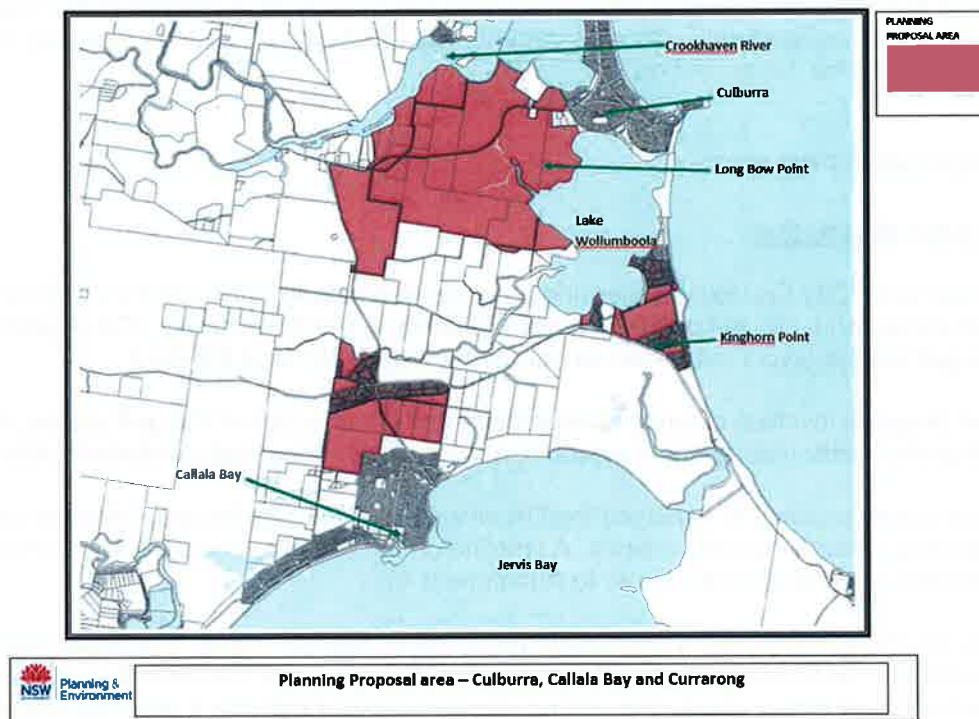 PLANNING
PROPOSAL AREA
Crookhaven River
Culburra
Long Bow Point
Lake
Wollumboola
Kinghorn Point
Callala Bay
Jervis Bay
NSW
GOVERNMENT
Planning &
Environment
Planning Proposal area – Culburra, Callala Bay and Currarong